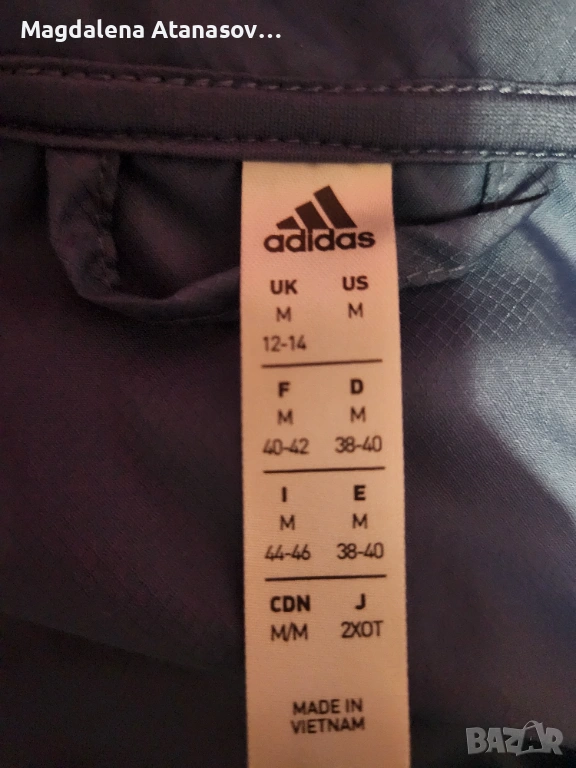 Magdalena Atanasov...
adidas
UK US
M M
12-14
F D
M M
40-42 38-40
I E
M M
44-46 38-40
CDN J
M/M 2XOT
MADE IN
VIETNAM
BAZAR